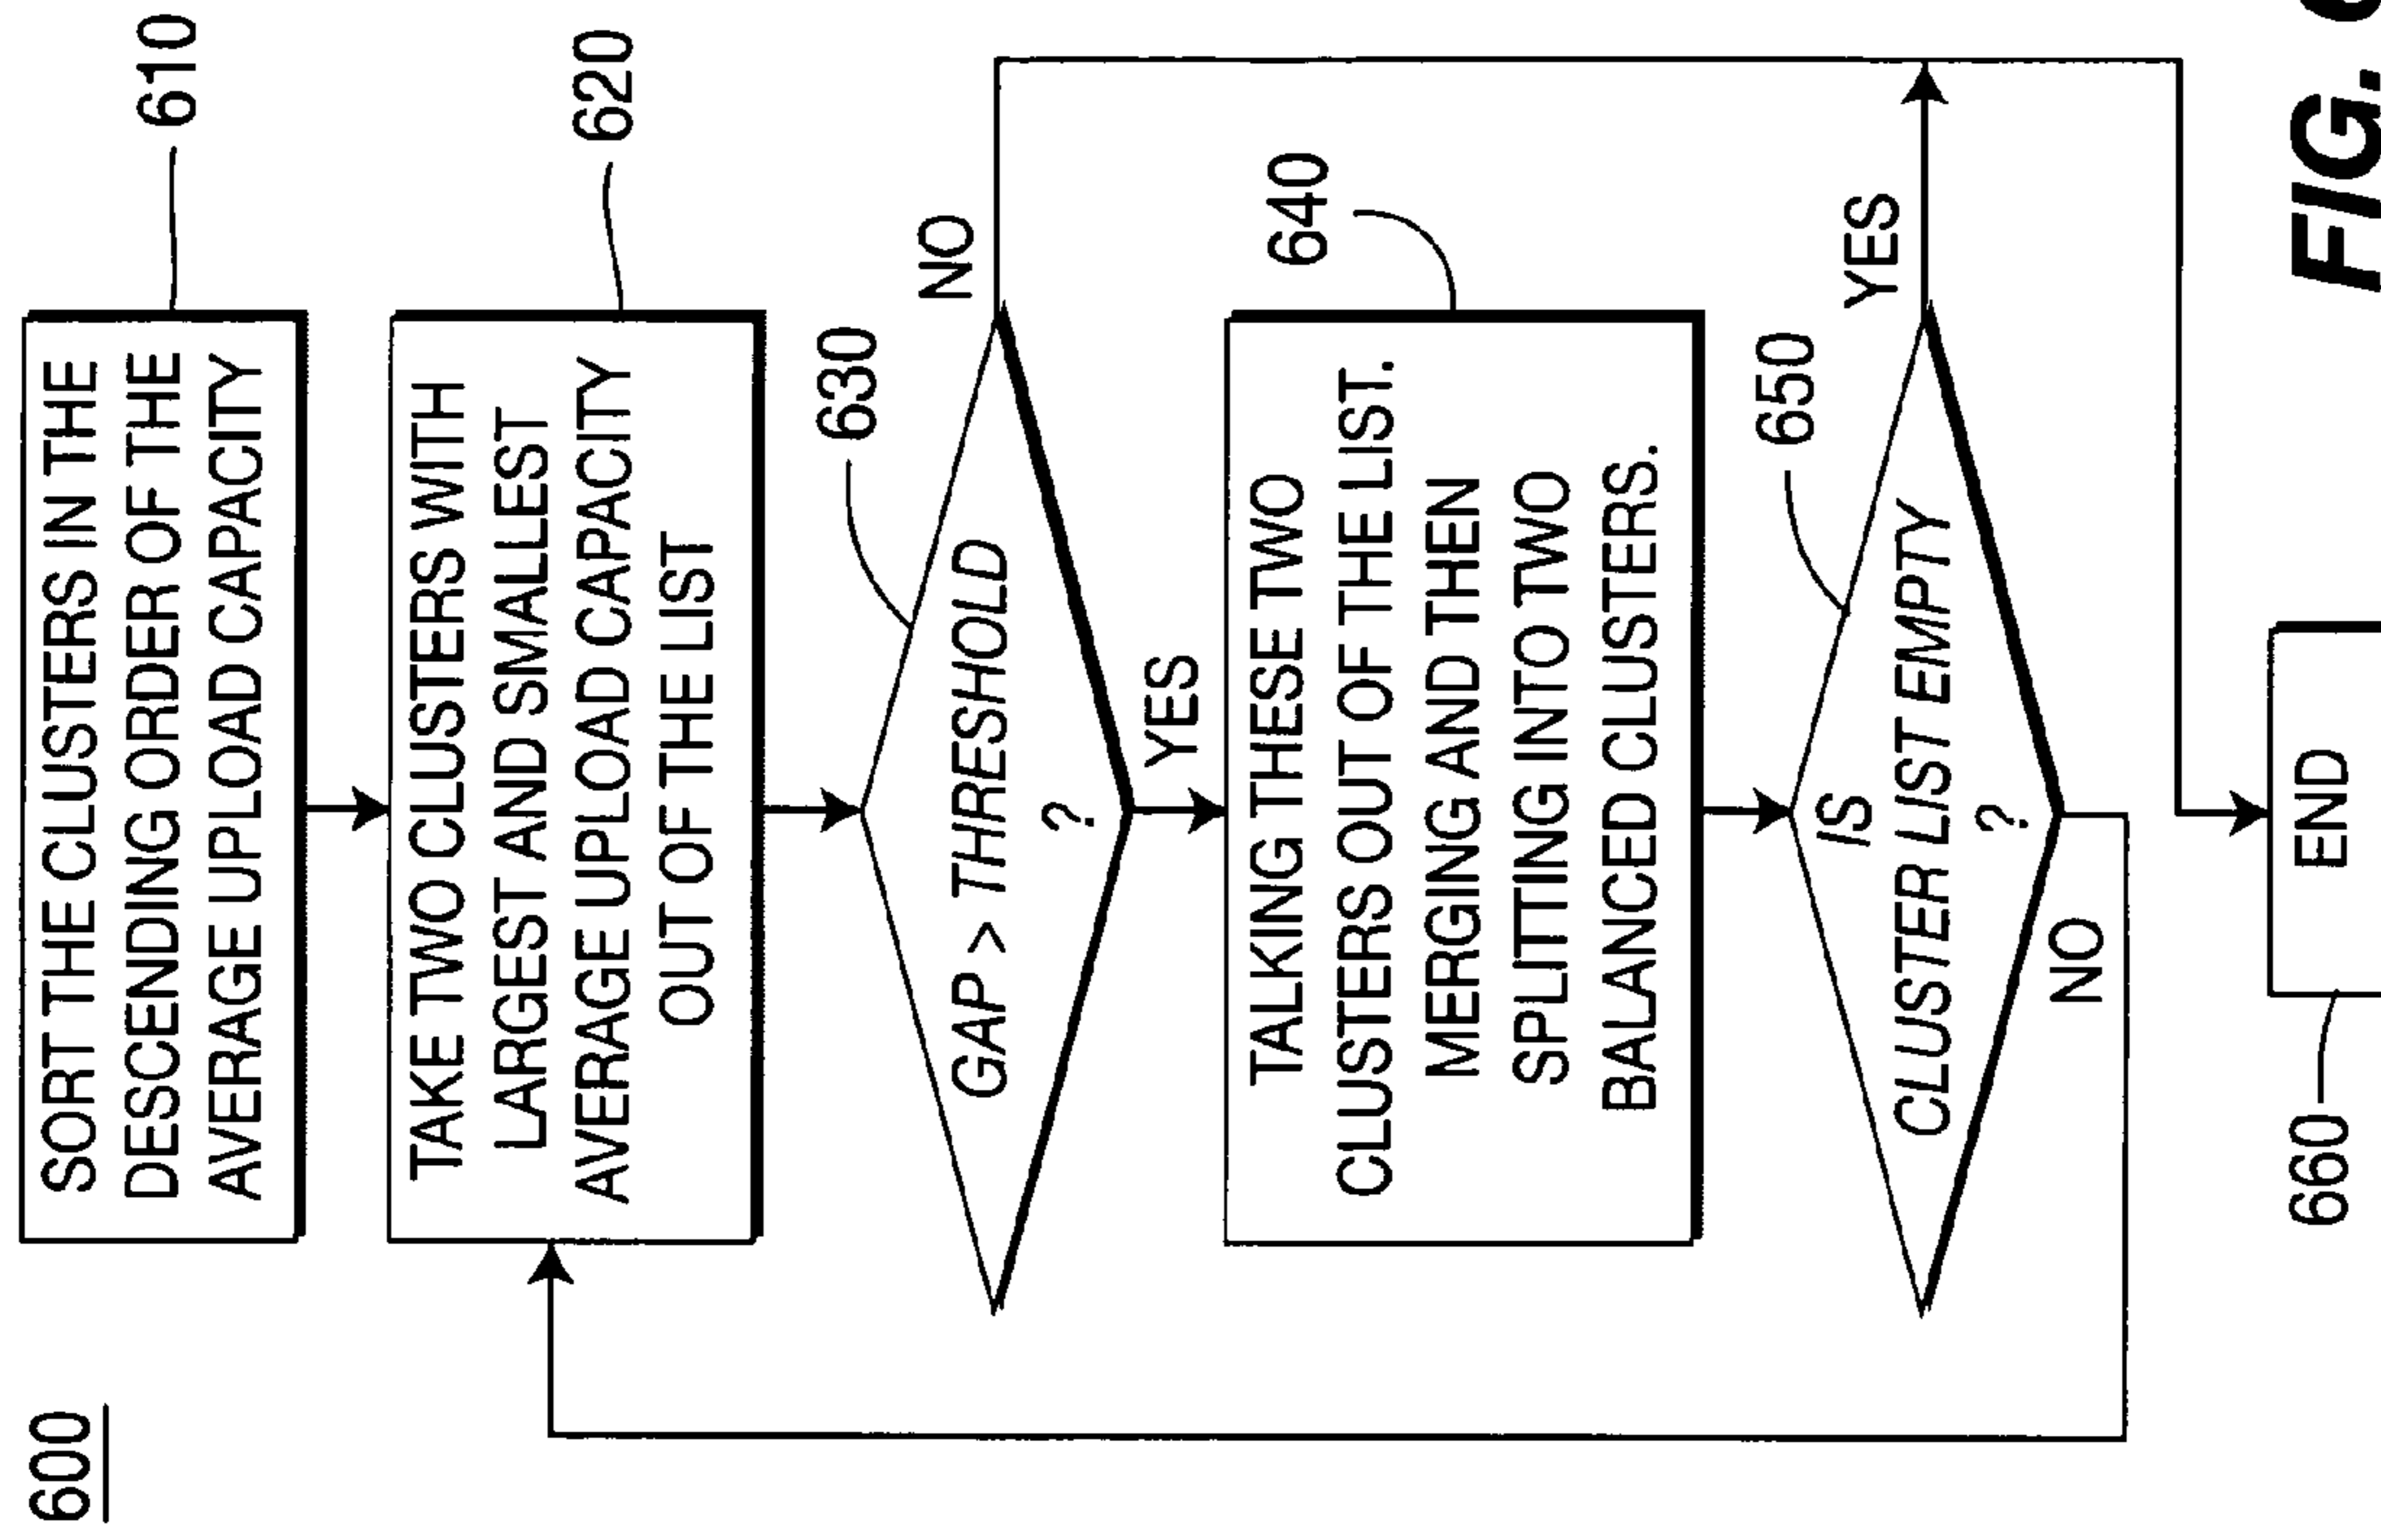 600
SORT THE CLUSTERS IN THE
DESCENDING ORDER OF THE
AVERAGE UPLOAD CAPACITY
610
TAKE TWO CLUSTERS WITH
LARGEST AND SMALLEST
AVERAGE UPLOAD CAPACITY
OUT OF THE LIST
620
630
GAP > THRESHOLD
?
NO
YES
TALKING THESE TWO
CLUSTERS OUT OF THE LIST.
MERGING AND THEN
SPLITTING INTO TWO
BALANCED CLUSTERS.
640
650
IS
CLUSTER LIST EMPTY
?
YES
NO
660
END
FIG.